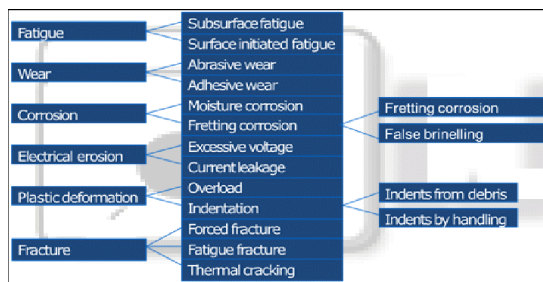 Fatigue
Subsurface fatigue
Surface initiated fatigue
Wear
Abrasive wear
Adhesive wear
Corrosion
Moisture corrosion
Fretting corrosion
Fretting corrosion
False brinelling
Electrical erosion
Excessive voltage
Current leakage
Plastic deformation
Overload
Indentation
Indents from debris
Indents by handling
Fracture
Forced fracture
Fatigue fracture
Thermal cracking